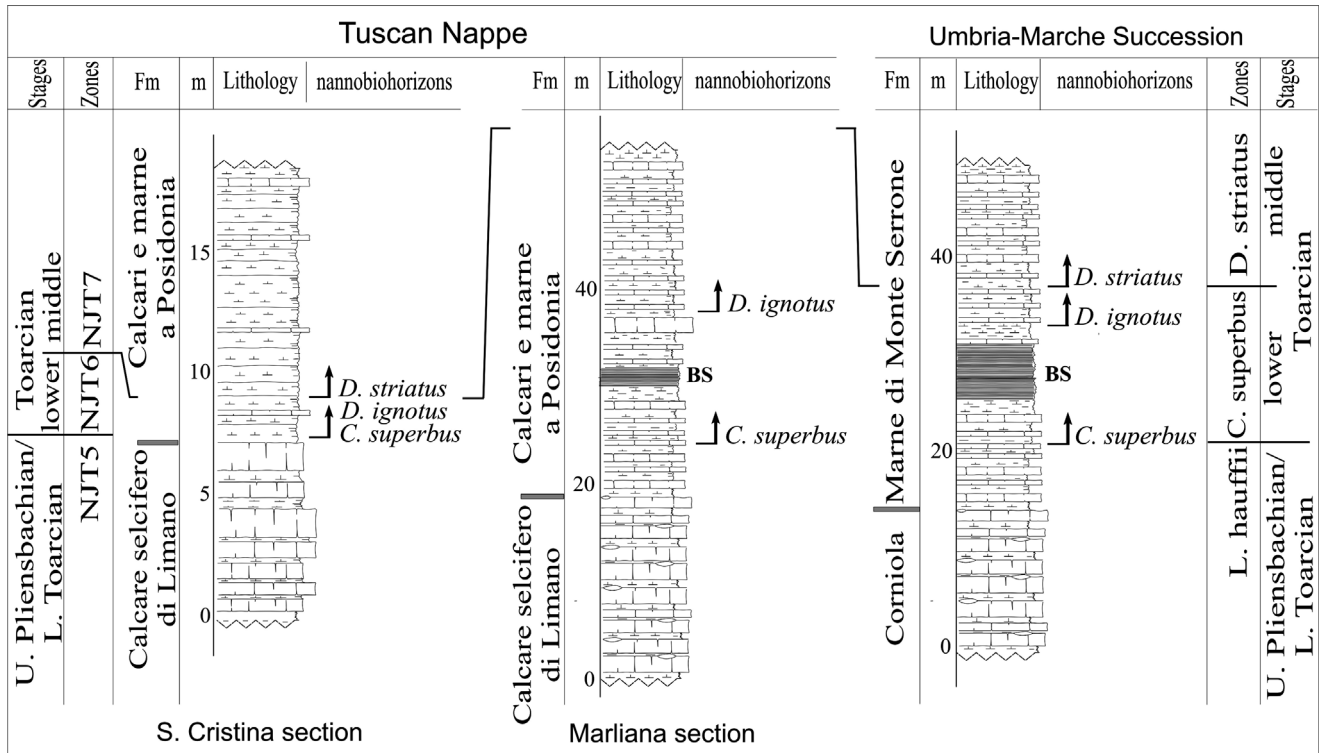 Tuscan Nappe
Umbria-Marche Succession
Stages
Zones
Fm
m
Lithology
nannobiohorizons
Fm
m
Lithology
nannobiohorizons
Fm
m
Lithology
nannobiohorizons
Zones
Stages
Toarcian
lower middle
U. Pliensbachian/
L. Toarcian
NJT7
NJT6
NJT5
Calcari e marne
a Posidonia
Calcare selcifero
di Limano
15
10
5
0
D. striatus
D. ignotus
C. superbus
S. Cristina section
Calcari e marne
a Posidonia
Calcare selcifero
di Limano
40
20
0
D. ignotus
BS
C. superbus
Marliana section
Marne di Monte Serrone
Corniola
40
20
0
D. striatus
D. ignotus
BS
C. superbus
D. striatus
C. superbus
L. hauffii
middle
lower
Toarcian
U. Pliensbachian/
L. Toarcian